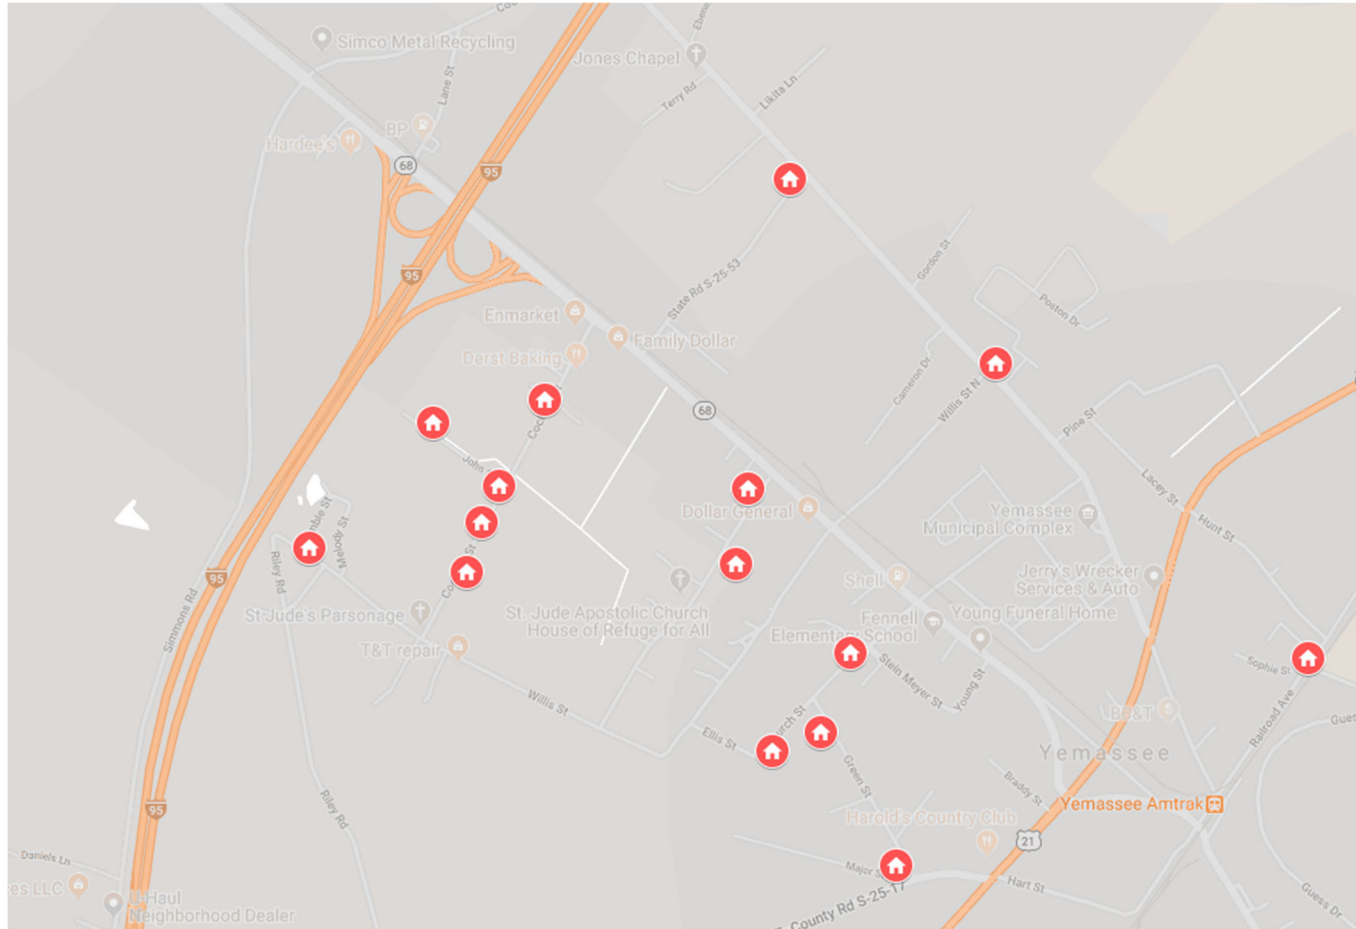 Simco Metal Recycling
Jones Chapel
Terry Rd
Likita Ln
Lane St
BP
Hardee's
68
95
95
State Rd S-25-53
Gordon St
Poston Dr
Enmarket
Family Dollar
Derst Baking
68
Cameron Dr
Willis St N
Pine St
John
Lacey St
Hunt St
Dollar General
Yemassee
Municipal Complex
Melody St
Riley Rd
95
Simmons Rd
Shell
Jerry's Wrecker
Services & Auto
St Jude's Parsonage
St. Jude Apostolic Church
House of Refuge for All
Fennell
Elementary School
Young Funeral Home
T&T repair
Stein Meyer St
Young St
Sophie St
Railroad Ave
Willis St
Ellis St
BB&T
Yemassee
Green St
Braddy St
Yemassee Amtrak
Riley Rd
95
Harold's Country Club
21
Daniels Ln
Major S
Hart St
County Rd S-25-17
Guess Dr
ces LLC
U-Haul
Neighborhood Dealer